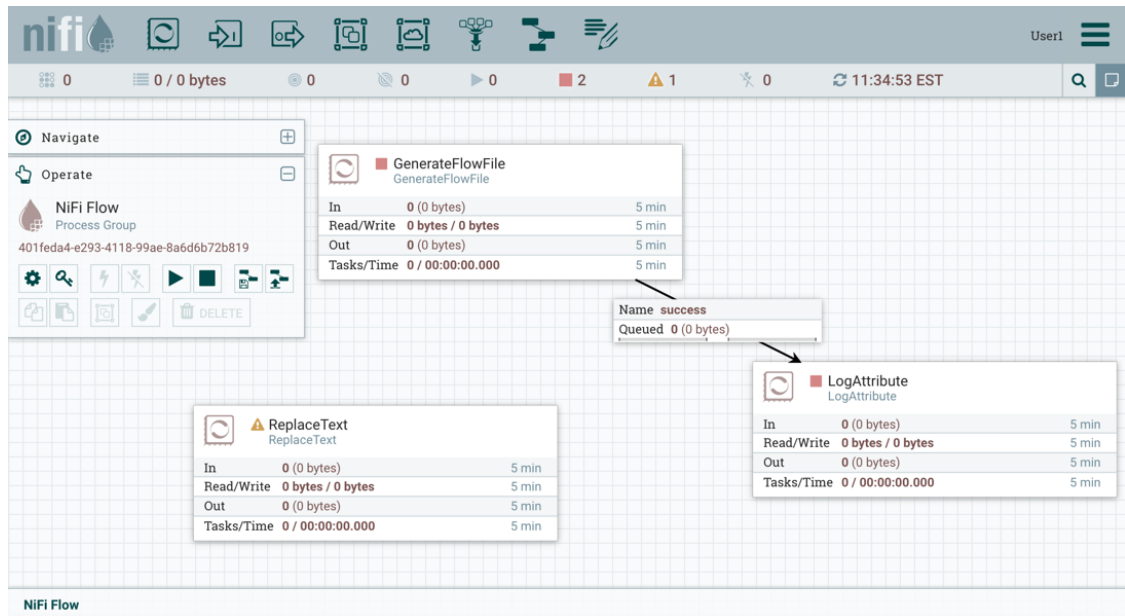 nifi
User1
0
0 / 0 bytes
0
0
0
2
1
0
11:34:53 EST
Navigate
Operate
NiFi Flow
Process Group
401feda4-e293-4118-99ae-8a6d6b72b819
DELETE
GenerateFlowFile
GenerateFlowFile
In 0 (0 bytes) 5 min
Read/Write 0 bytes / 0 bytes 5 min
Out 0 (0 bytes) 5 min
Tasks/Time 0 / 00:00:00.000 5 min
Name success
Queued 0 (0 bytes)
LogAttribute
LogAttribute
In 0 (0 bytes) 5 min
Read/Write 0 bytes / 0 bytes 5 min
Out 0 (0 bytes) 5 min
Tasks/Time 0 / 00:00:00.000 5 min
ReplaceText
ReplaceText
In 0 (0 bytes) 5 min
Read/Write 0 bytes / 0 bytes 5 min
Out 0 (0 bytes) 5 min
Tasks/Time 0 / 00:00:00.000 5 min
NiFi Flow